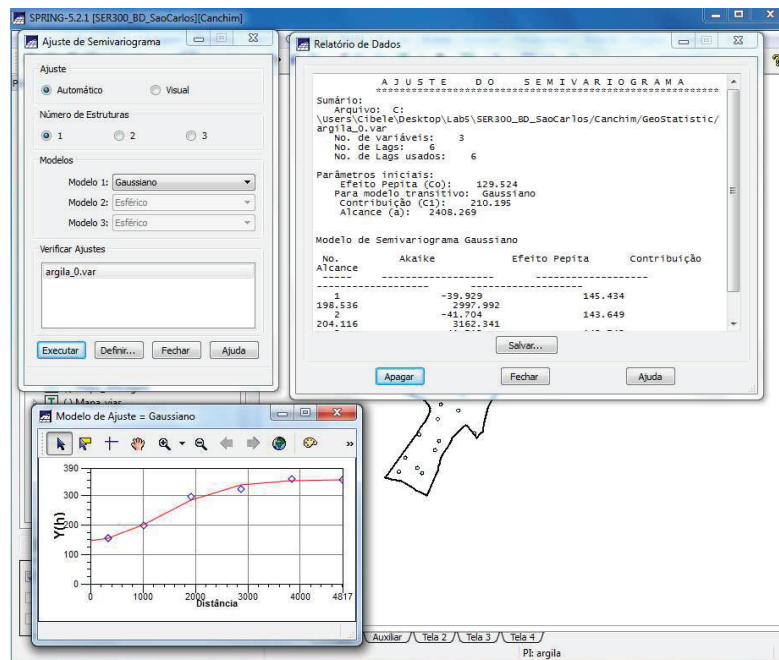 SPRING-5.2.1 [SER300_BD_SaoCarlos][Canchim]
Ajuste de Semivariograma
Ajuste
Automático
Visual
Número de Estruturas
1
2
3
Modelos
Modelo 1: Gaussiano
Modelo 2: Esférico
Modelo 3: Esférico
Verificar Ajustes
argila_0.var
Executar
Definir...
Fechar
Ajuda
Relatório de Dados
A J U S T E D O S E M I V A R I O G R A M A
Sumário:
Arquivo: C:
\Users\Cibele\Desktop\Lab5\SER300_BD_SaoCarlos/Canchim/GeoStatistic/
argila_0.var
No. de variáveis: 3
No. de Lags: 6
No. de Lags usados: 6
Parâmetros iniciais:
Efeito Pepita (Co): 129.524
Para modelo transitivo: Gaussiano
Contribuição (C1): 210.195
Alcance (a): 2408.269
Modelo de Semivariograma Gaussiano
No. Akaike Efeito Pepita Contribuição
Alcance
----- ------------------- -------------------
------------------- -------------------
1 -39.929 145.434
198.536 2997.992
2 -41.704 143.649
204.116 3162.341
Salvar...
Apagar
Fechar
Ajuda
Modelo de Ajuste = Gaussiano
»
390
300
200
100
0
Y(h)
0 1000 2000 3000 4000 4817
Distância
Auxiliar
Tela 2
Tela 3
Tela 4
PI: argila